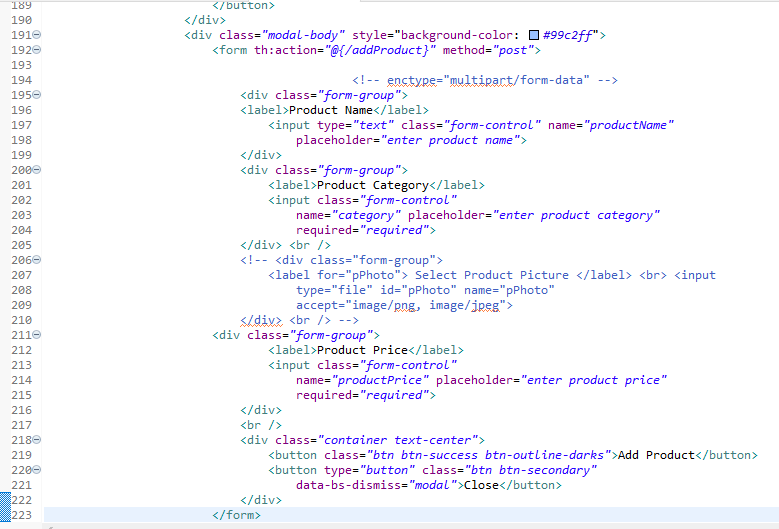 189 </button>
190 </div>
191 <div class="modal-body" style="background-color: #99c2ff">
192 <form th:action="@{/addProduct}" method="post">
193
194 <!-- enctype="multipart/form-data" -->
195 <div class="form-group">
196 <label>Product Name</label>
197 <input type="text" class="form-control" name="productName"
198 placeholder="enter product name">
199 </div>
200 <div class="form-group">
201 <label>Product Category</label>
202 <input class="form-control"
203 name="category" placeholder="enter product category"
204 required="required">
205 </div> <br />
206 <!-- <div class="form-group">
207 <label for="pPhoto"> Select Product Picture </label> <br> <input
208 type="file" id="pPhoto" name="pPhoto"
209 accept="image/png, image/jpeg">
210 </div> <br /> -->
211 <div class="form-group">
212 <label>Product Price</label>
213 <input class="form-control"
214 name="productPrice" placeholder="enter product price"
215 required="required">
216 </div>
217 <br />
218 <div class="container text-center">
219 <button class="btn btn-success btn-outline-darks">Add Product</button>
220 <button type="button" class="btn btn-secondary"
221 data-bs-dismiss="modal">Close</button>
222 </div>
223 </form>